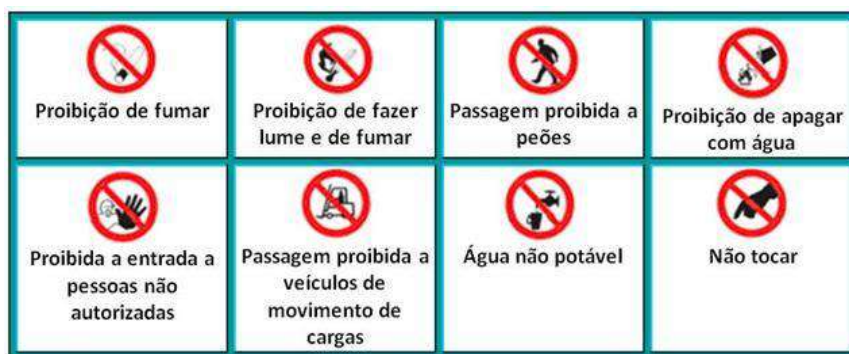 Proibição de fumar
Proibição de fazer
lume e de fumar
Passagem proibida a
peões
Proibição de apagar
com água
Proibida a entrada a
pessoas não
autorizadas
Passagem proibida a
veículos de
movimento de
cargas
Água não potável
Não tocar